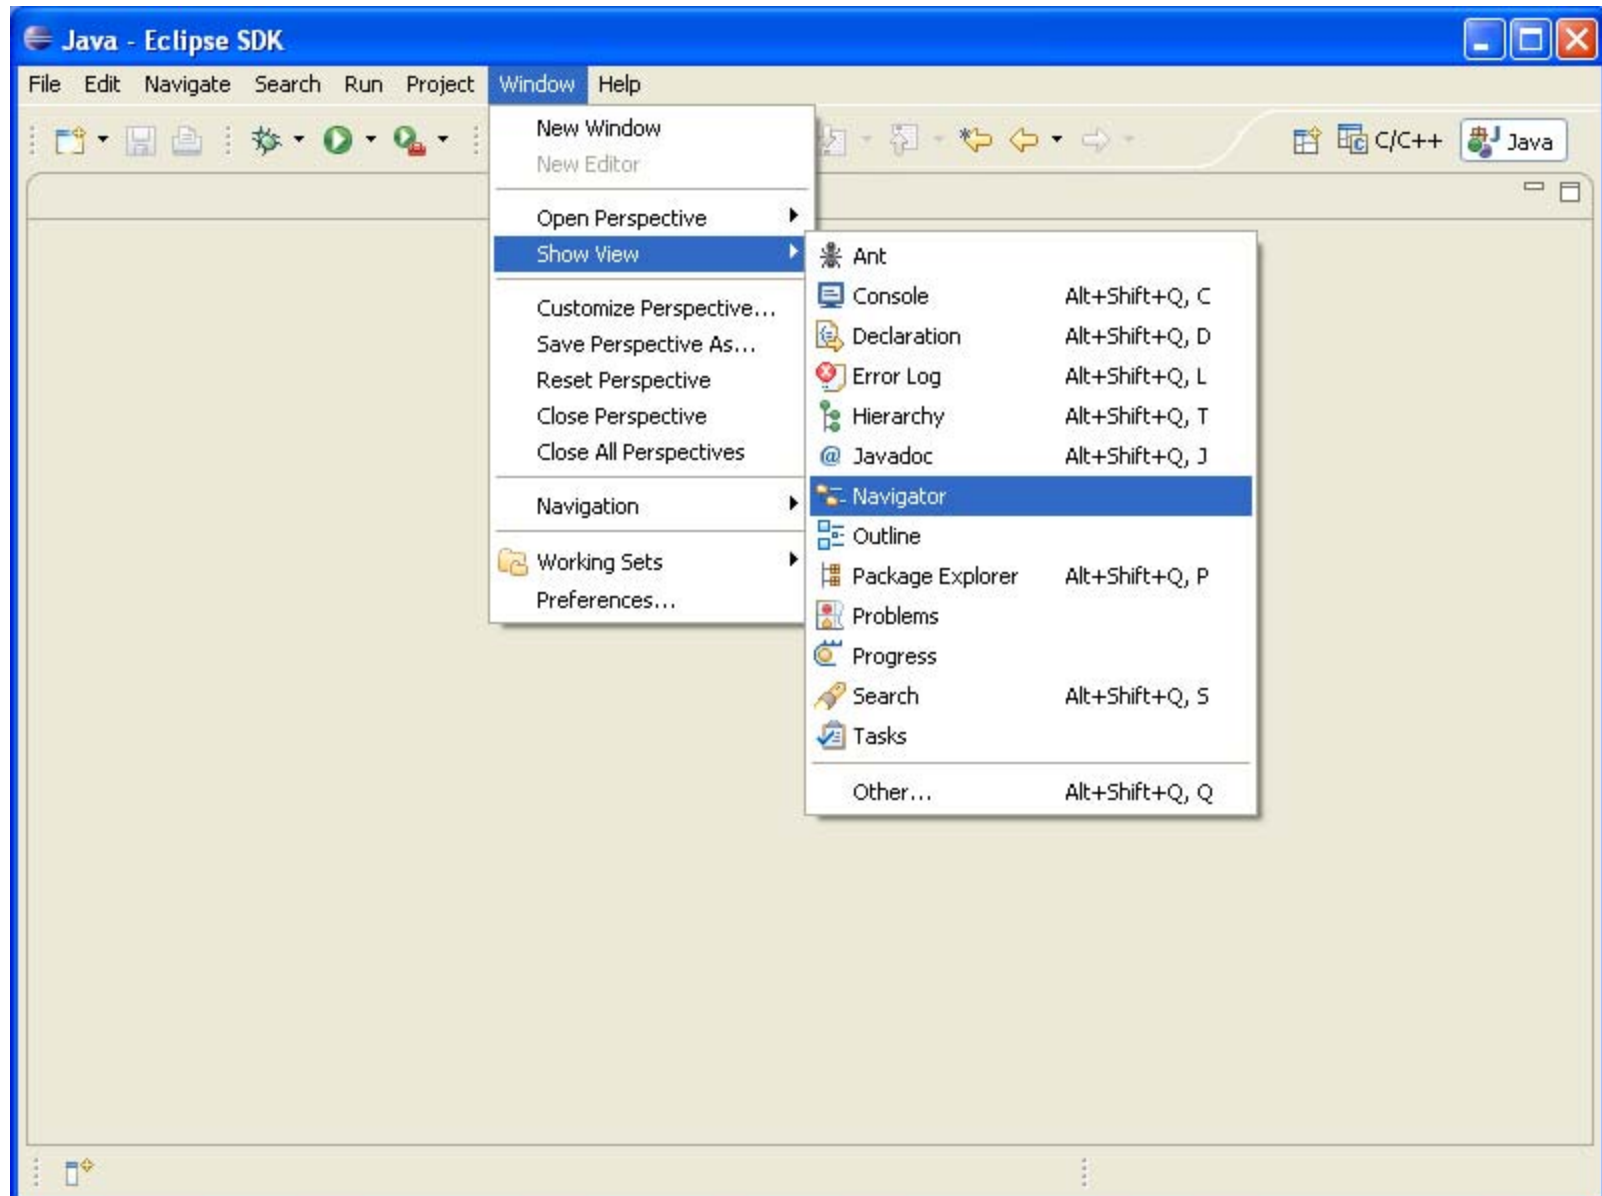 Java - Eclipse SDK
File Edit Navigate Search Run Project Window Help
C/C++ Java
New Window
New Editor
Open Perspective
Show View
Customize Perspective...
Save Perspective As...
Reset Perspective
Close Perspective
Close All Perspectives
Navigation
Working Sets
Preferences...
Ant
Console Alt+Shift+Q, C
Declaration Alt+Shift+Q, D
Error Log Alt+Shift+Q, L
Hierarchy Alt+Shift+Q, T
Javadoc Alt+Shift+Q, J
Navigator
Outline
Package Explorer Alt+Shift+Q, P
Problems
Progress
Search Alt+Shift+Q, S
Tasks
Other... Alt+Shift+Q, Q